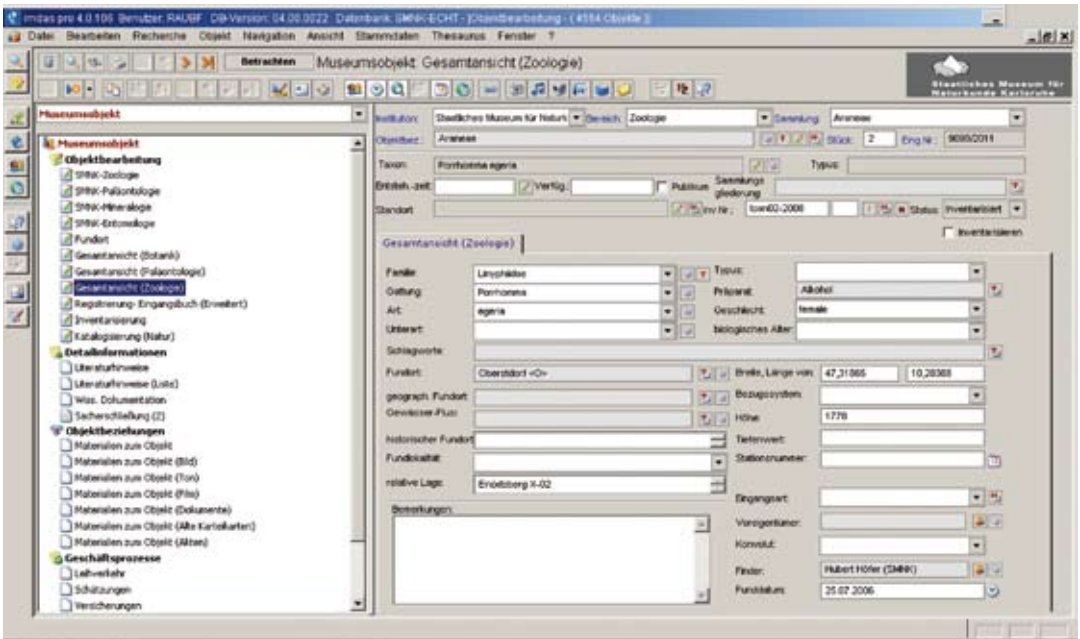 imdas pro 4.0.106 Benutzer: RAUBF DB-Version: 04.00.0022 Datenbank: SMNK-ECHT - [Objektbearbeitung - (4184 Objekte)]
Datei Bearbeiten Recherche Objekt Navigation Ansicht Stammdaten Thesaurus Fenster ?
Betrachten Museumsobjekt: Gesamtansicht (Zoologie)
Staatliches Museum für
Naturkunde Karlsruhe
Museumsobjekt
Museumsobjekt
Objektbearbeitung
SMNK-Zoologie
SMNK-Paläontologie
SMNK-Mineralogie
SMNK-Entomologie
Fundort
Gesamtansicht (Botanik)
Gesamtansicht (Paläontologie)
Gesamtansicht (Zoologie)
Registrierung- Eingangsbuch (Erweitert)
Inventarisierung
Katalogisierung (Natur)
Detailinformationen
Literaturhinweise
Literaturhinweise (Liste)
Wiss. Dokumentation
Sacherschließung (2)
Objektbeziehungen
Materialien zum Objekt
Materialien zum Objekt (Bild)
Materialien zum Objekt (Ton)
Materialien zum Objekt (Film)
Materialien zum Objekt (Dokumente)
Materialien zum Objekt (Alte Karteikarten)
Materialien zum Objekt (Akten)
Geschäftsprozesse
Leihverkehr
Schätzungen
Versicherungen
Institution: Staatliches Museum für Naturk Bereich: Zoologie Sammlung: Araneae
Objektbez.: Araneae Stück: 2 Eing.Nr.:
Taxon: Porrhomma egeria Typus:
Entsteh.-zeit: Verfüg.: Publikum Sammlungs
gliederung
Standort Inv.Nr.: Status: Inventarisiert
Inventarisieren
Gesamtansicht (Zoologie)
Familie: Linyphiidae Typus:
Gattung: Porrhomma Präparat: Alkohol
Art: egeria Geschlecht: female
Unterart: biologisches Alter:
Schlagworte:
Fundort: Oberstdorf <O> Breite, Länge von: 47,31865
geograph. Fundort: Bezugssystem:
Gewässer-/Fluss: Höhe: 1778
historischer Fundort Tiefenwert:
Fundlokalität: Stationsnummer:
relative Lage: Einödsberg X-02
Eingangsart:
Bemerkungen:
Voreigentümer:
Konvolut:
Finder: Hubert Höfer (SMNK)
Funddatum: 25.07.2006